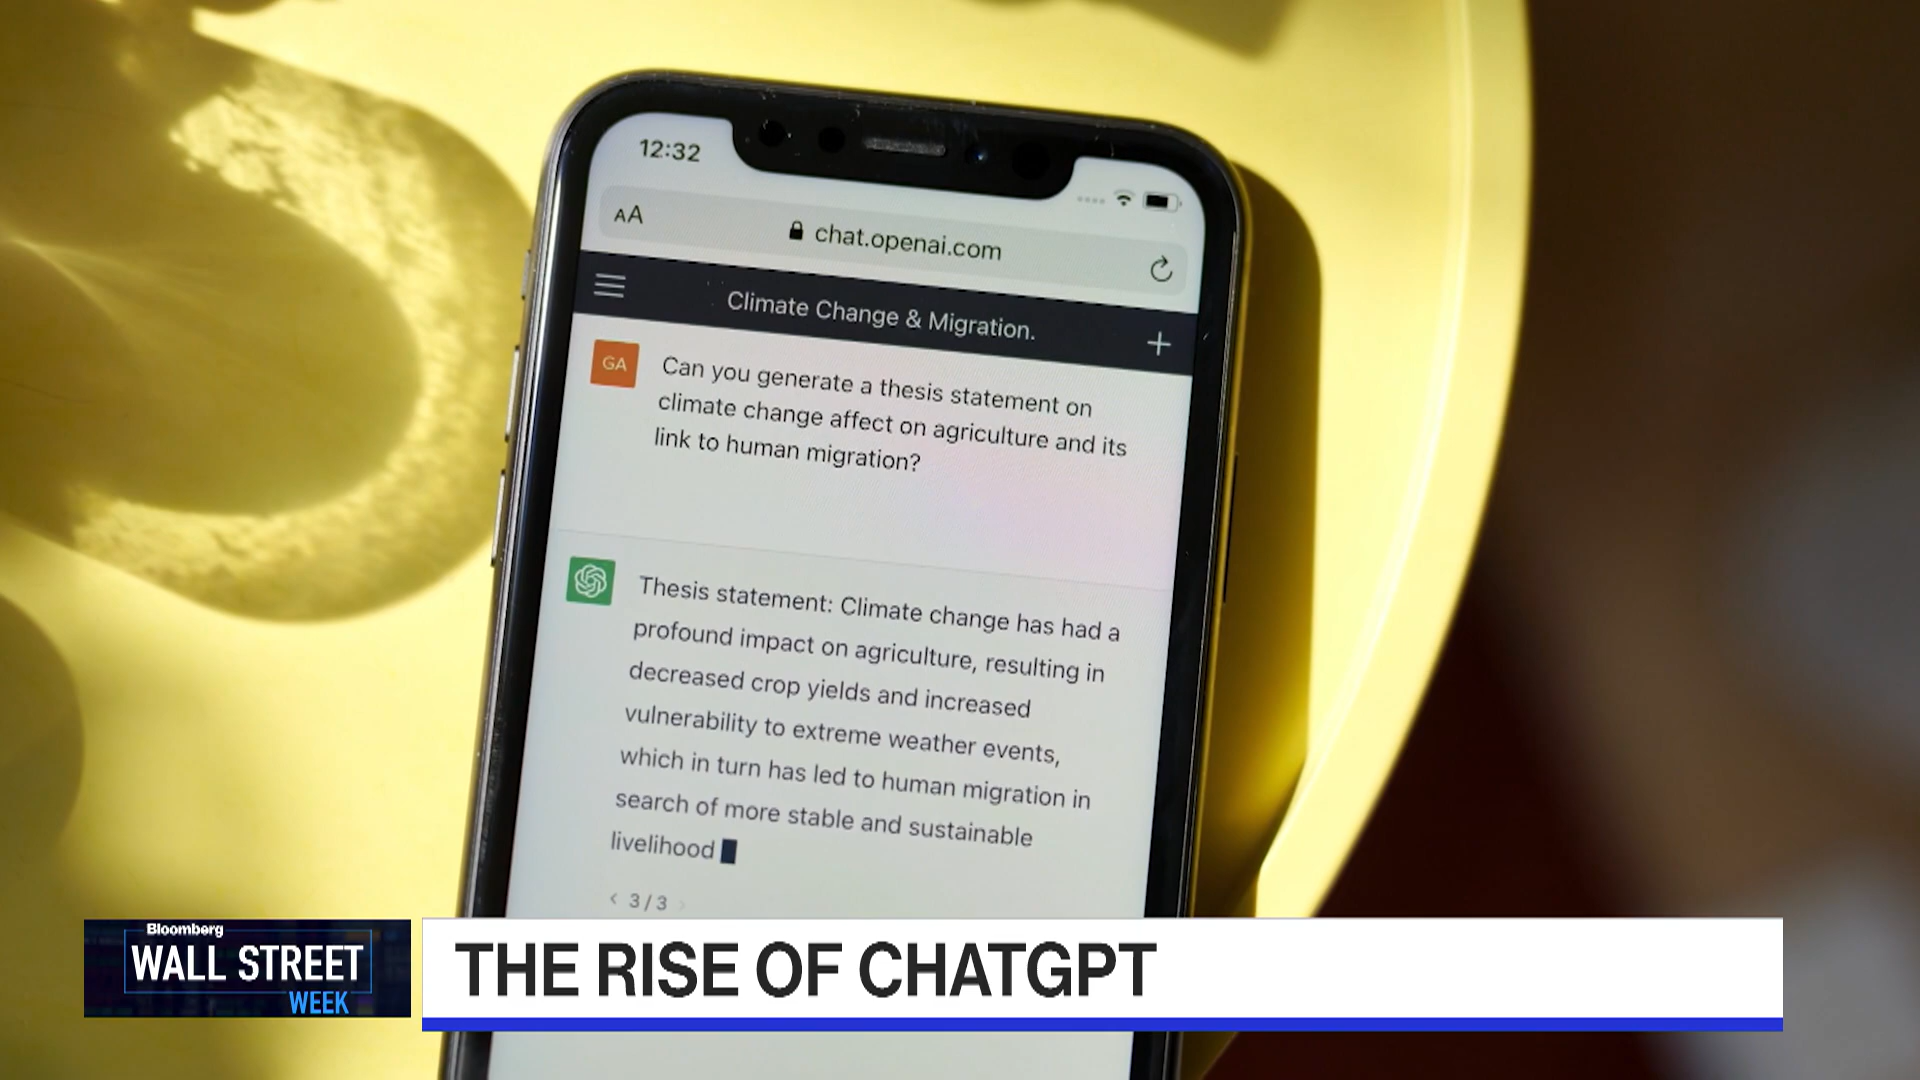 12:32
AA
chat.openai.com
Climate Change & Migration.
GA
Can you generate a thesis statement on
climate change affect on agriculture and its
link to human migration?
Thesis statement: Climate change has had a
profound impact on agriculture, resulting in
decreased crop yields and increased
vulnerability to extreme weather events,
which in turn has led to human migration in
search of more stable and sustainable
livelihood
< 3 / 3 >
Bloomberg
WALL STREET
WEEK
THE RISE OF CHATGPT